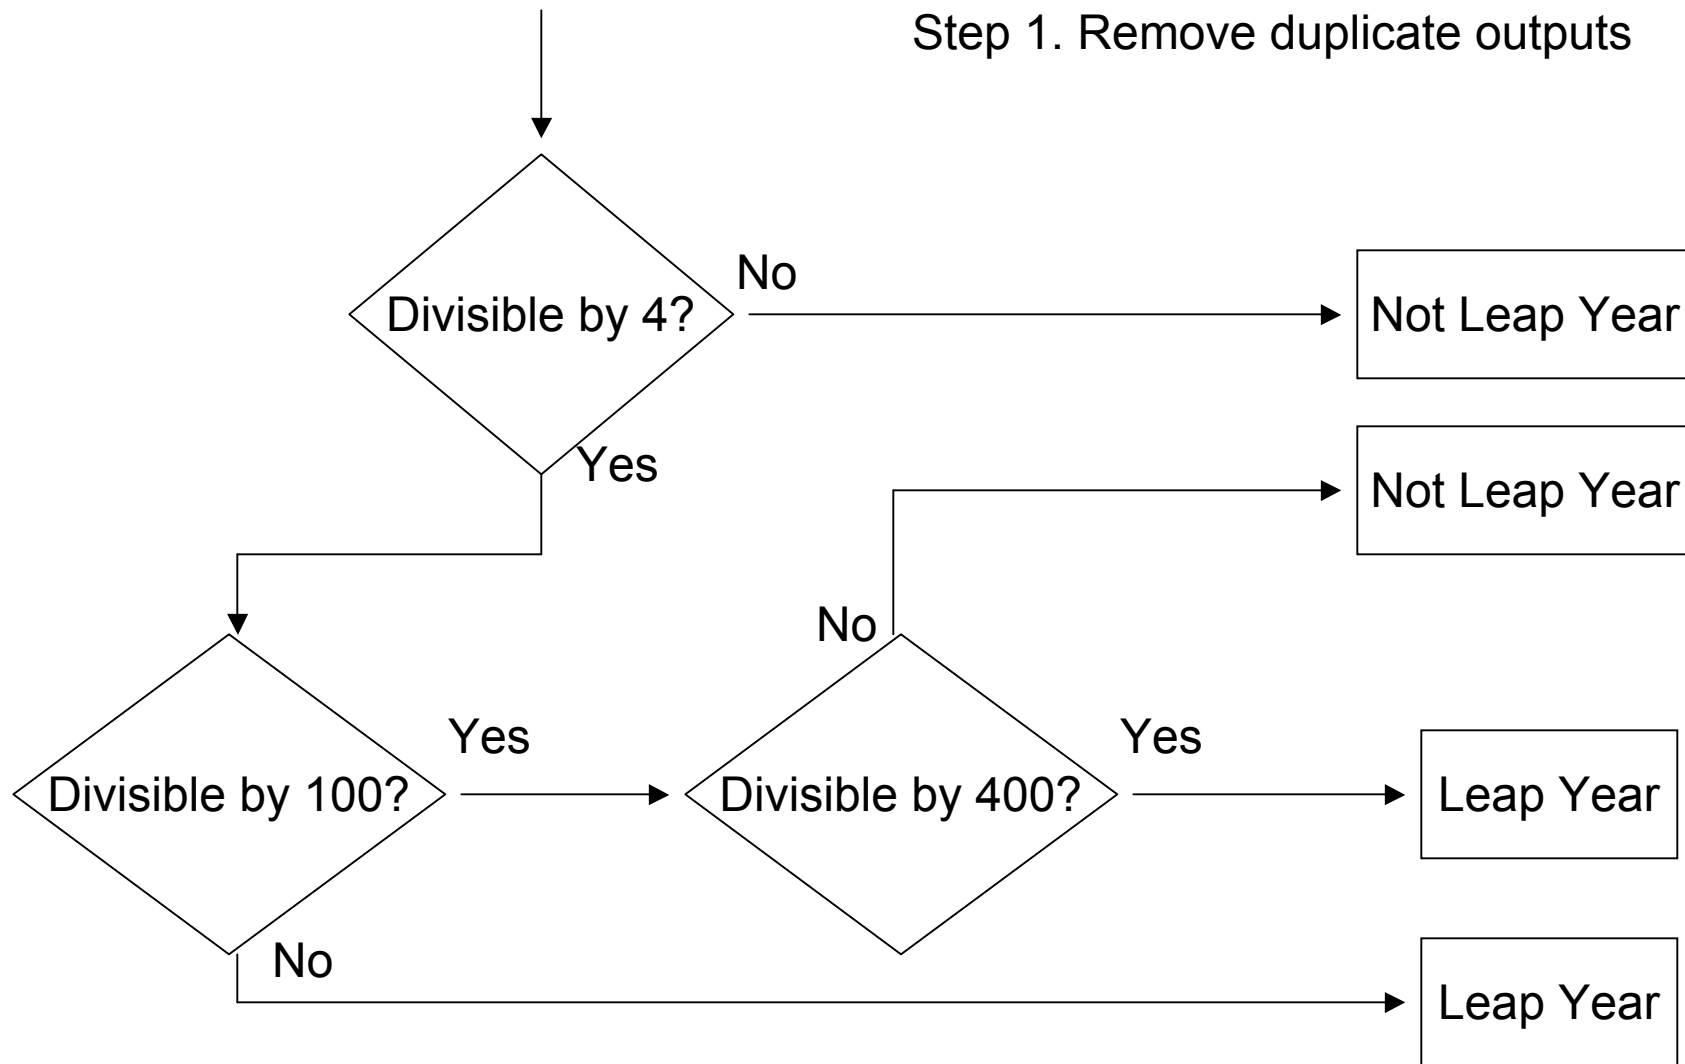 Step 1. Remove duplicate outputs
No
Divisible by 4?
Not Leap Year
Yes
Not Leap Year
No
Yes
Yes
Divisible by 100?
Divisible by 400?
Leap Year
No
Leap Year